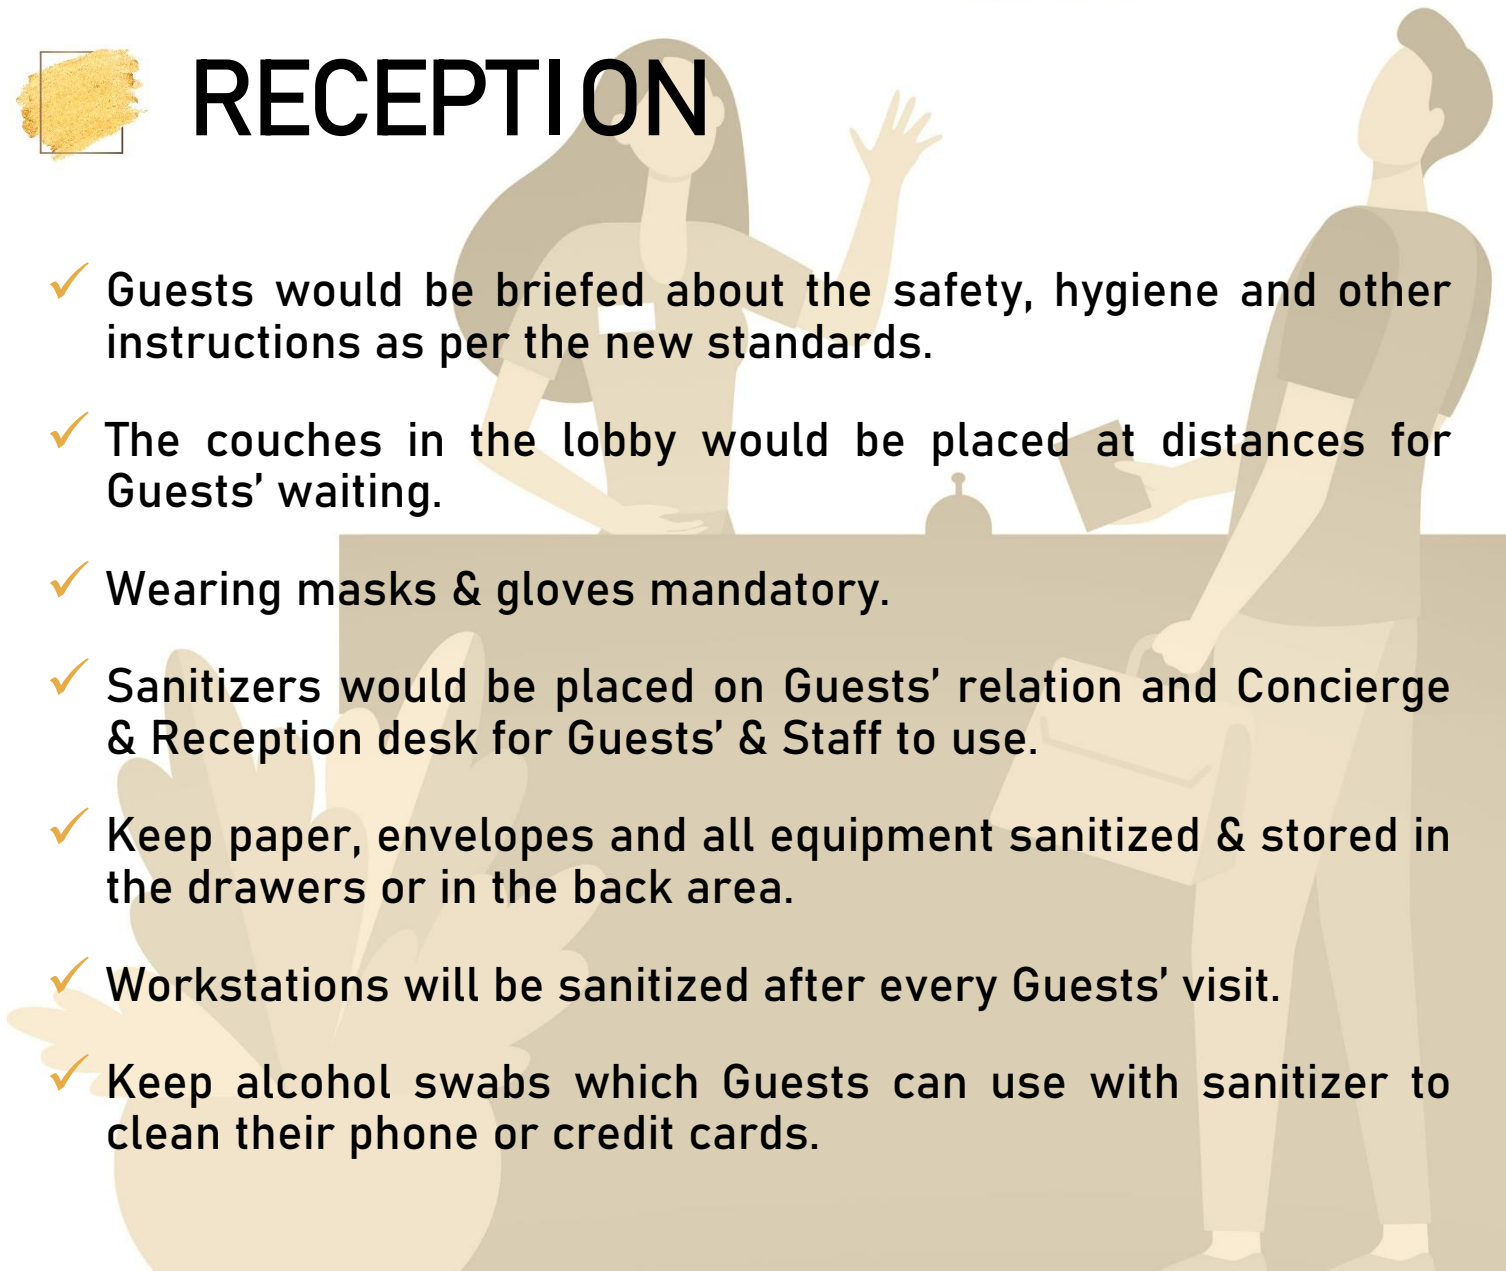 RECEPTION
Guests would be briefed about the safety, hygiene and other
instructions as per the new standards.
The couches in the lobby would be placed at distances for
Guests' waiting.
Wearing masks & gloves mandatory.
Sanitizers would be placed on Guests' relation and Concierge
& Reception desk for Guests' & Staff to use.
Keep paper, envelopes and all equipment sanitized & stored in
the drawers or in the back area.
Workstations will be sanitized after every Guests' visit.
Keep alcohol swabs which Guests can use with sanitizer to
clean their phone or credit cards.